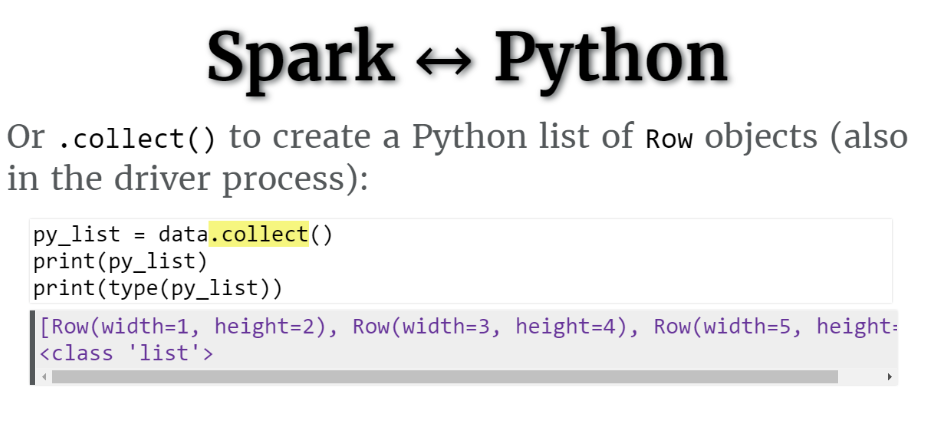 Spark ↔ Python
Or .collect() to create a Python list of Row objects (also
in the driver process):
py_list = data.collect()
print(py_list)
print(type(py_list))
[Row(width=1, height=2), Row(width=3, height=4), Row(width=5, height=
<class 'list'>